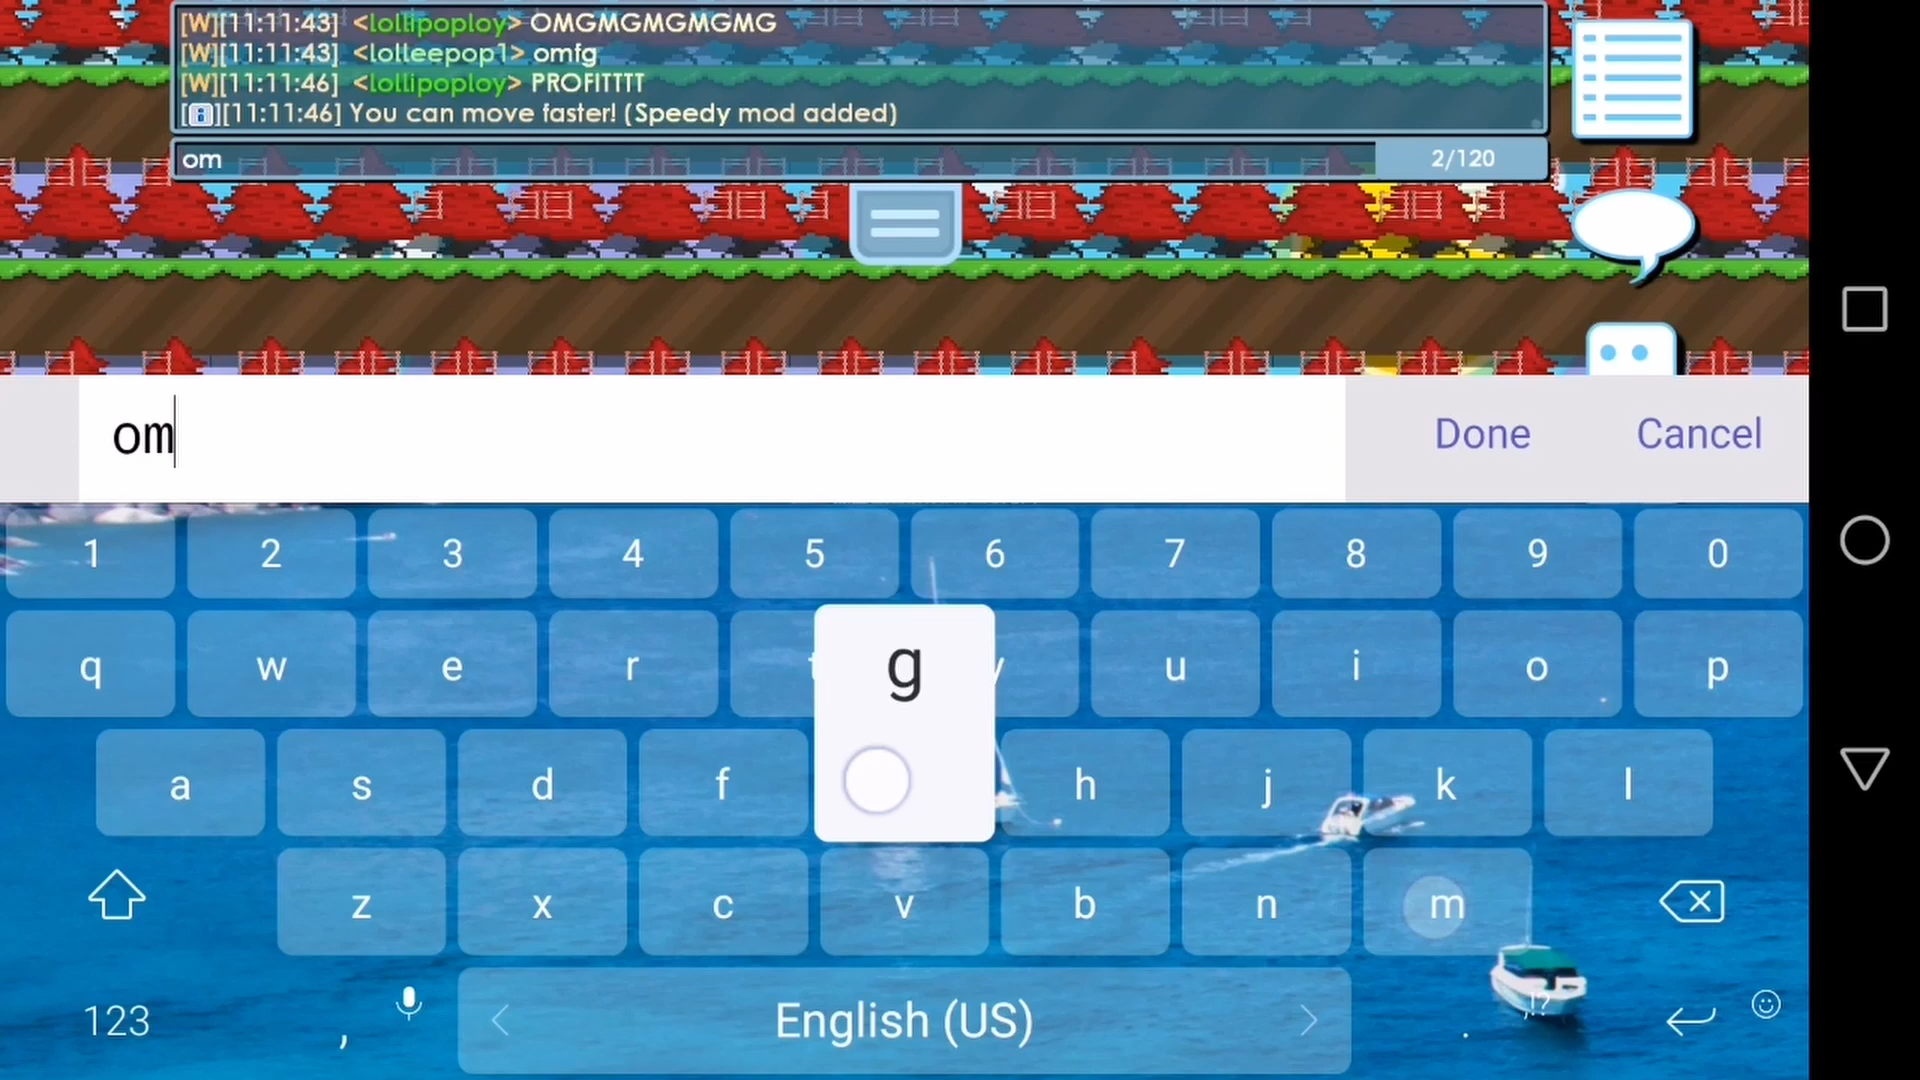 [W][11:11:43] <lollipoploy> OMGMGMGMGMG
[W][11:11:43] <lolleepop1> omfg
[W][11:11:46] <lollipoploy> PROFITTTT
[i][11:11:46] You can move faster! (Speedy mod added)
om 2/120
om Done Cancel
1 2 3 4 5 6 7 8 9 0
q w e r t y u i o p
a s d f g h j k l
z x c v b n m
123 , English (US) . ,!?